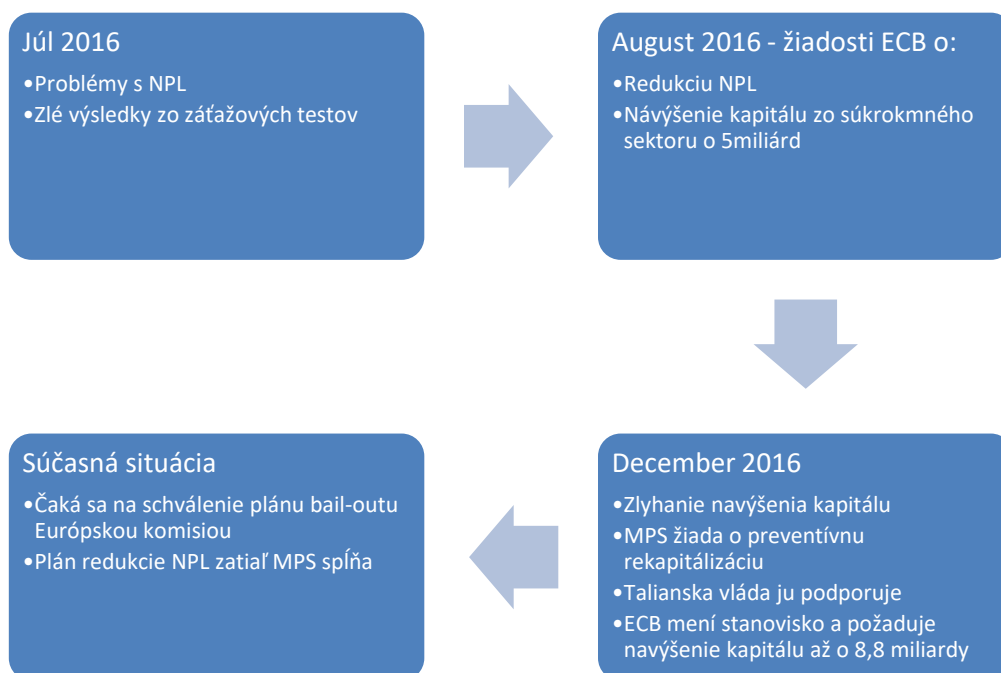 Júl 2016
•Problémy s NPL
•Zlé výsledky zo záťažových testov
August 2016 - žiadosti ECB o:
•Redukciu NPL
•Návýšenie kapitálu zo súkrokmného
sektoru o 5miliárd
December 2016
•Zlyhanie navýšenia kapitálu
•MPS žiada o preventívnu
rekapitálizáciu
•Talianska vláda ju podporuje
•ECB mení stanovisko a požaduje
navýšenie kapitálu až o 8,8 miliardy
Súčasná situácia
•Čaká sa na schválenie plánu bail-outu
Európskou komisiou
•Plán redukcie NPL zatiaľ MPS spĺňa